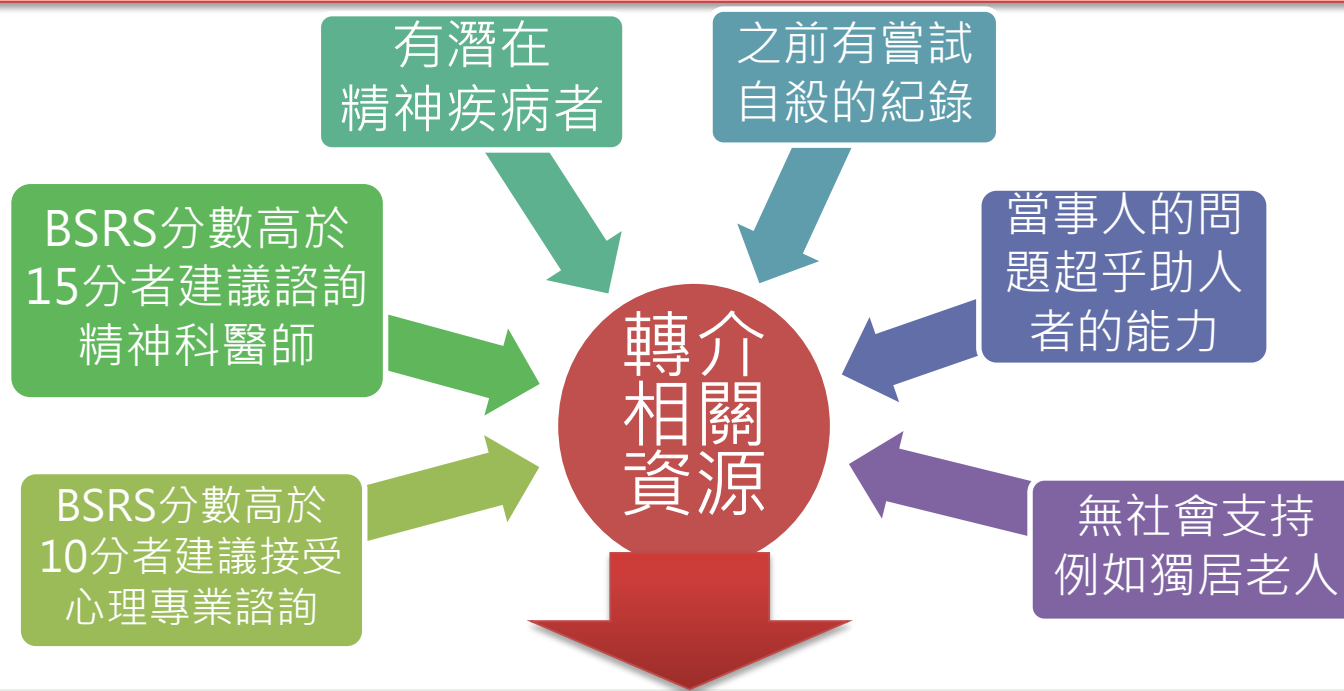 有潛在
精神疾病者
之前有嘗試
自殺的紀錄
BSRS分數高於
15分者建議諮詢
精神科醫師
當事人的問
題超乎助人
者的能力
轉介
相關
資源
BSRS分數高於
10分者建議接受
心理專業諮詢
無社會支持
例如獨居老人